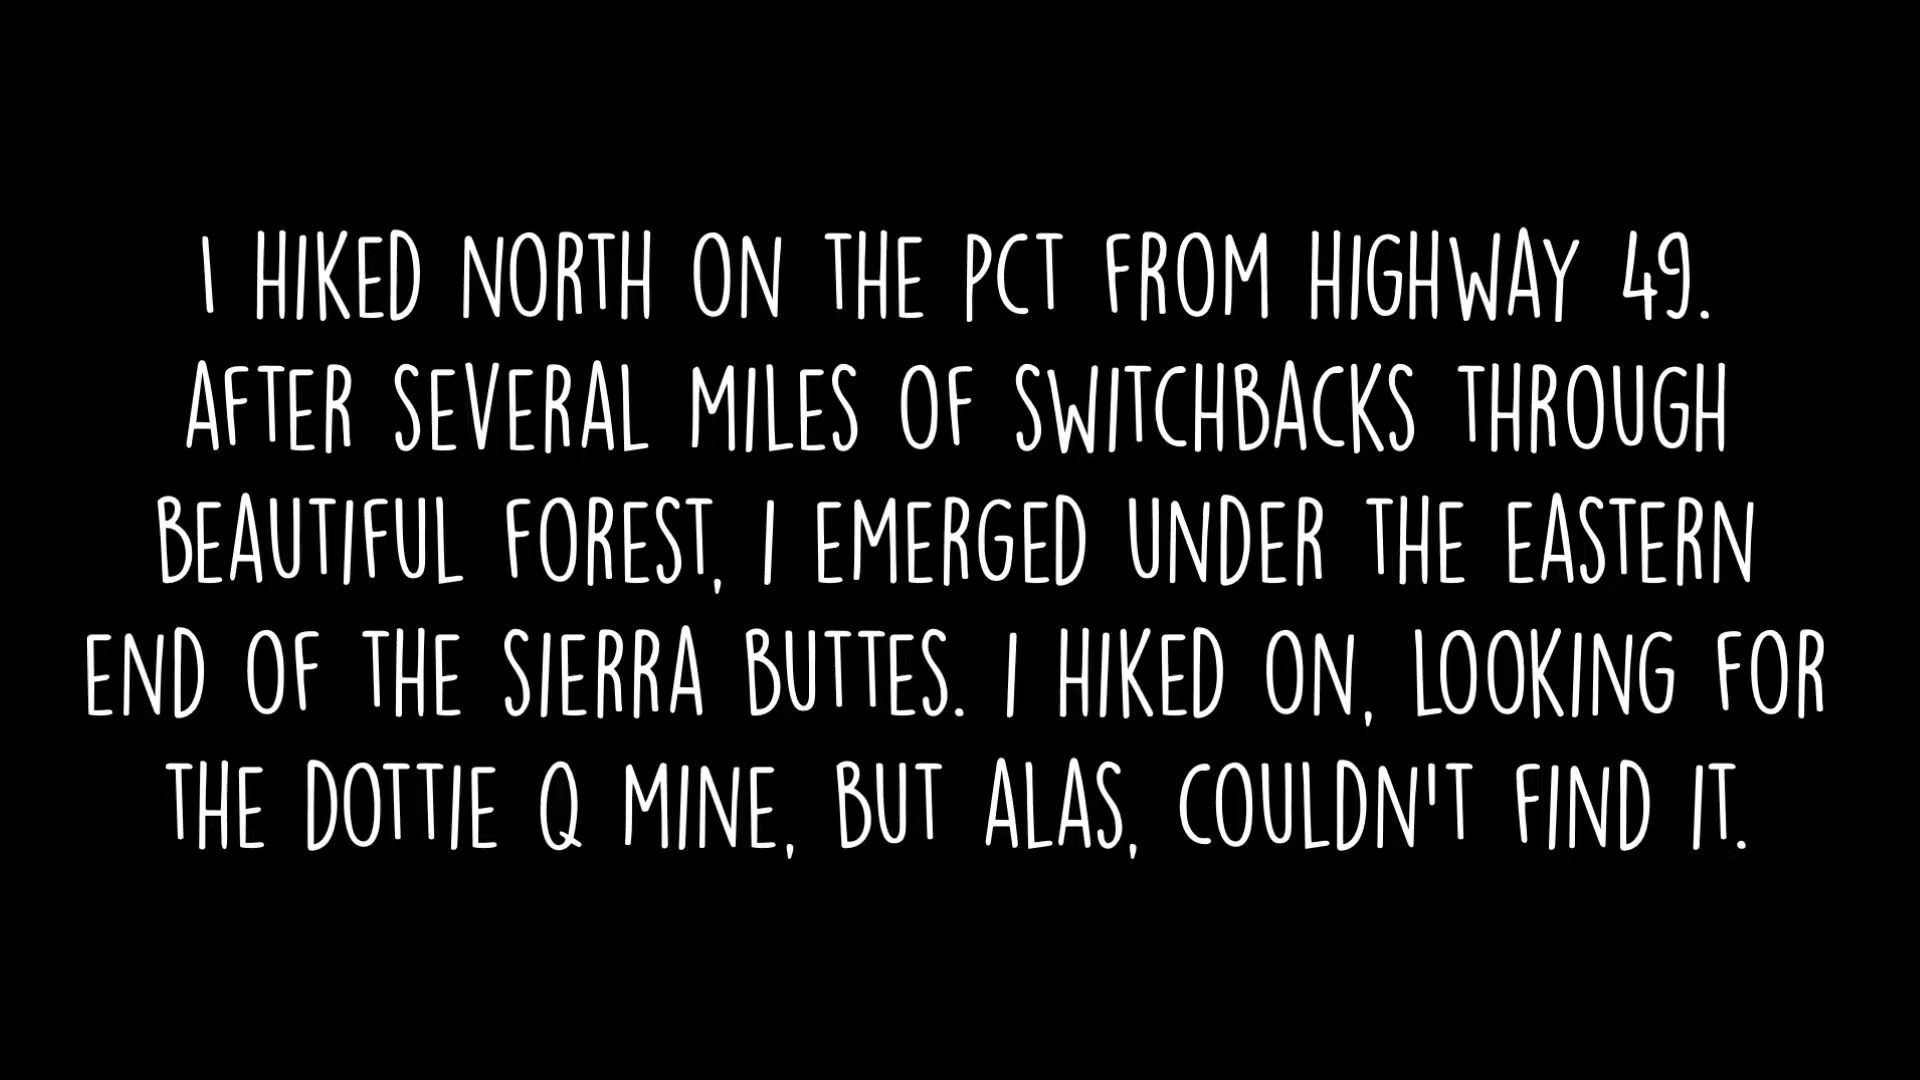 I HIKED NORTH ON THE PCT FROM HIGHWAY 49.
AFTER SEVERAL MILES OF SWITCHBACKS THROUGH
BEAUTIFUL FOREST, I EMERGED UNDER THE EASTERN
END OF THE SIERRA BUTTES. I HIKED ON, LOOKING FOR
THE DOTTIE Q MINE, BUT ALAS, COULDN'T FIND IT.